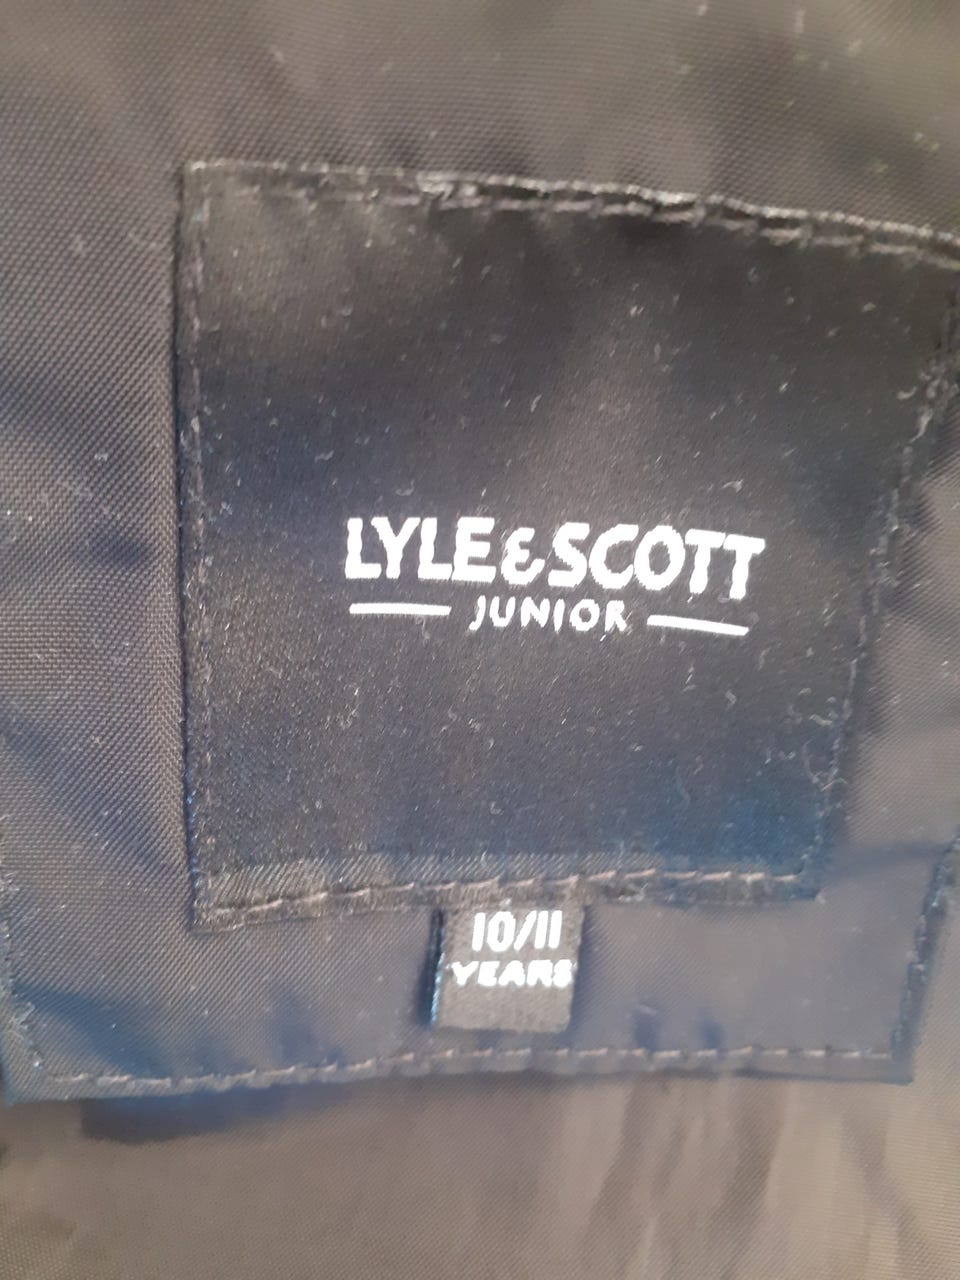 LYLE & SCOTT
JUNIOR
10/11
YEARS